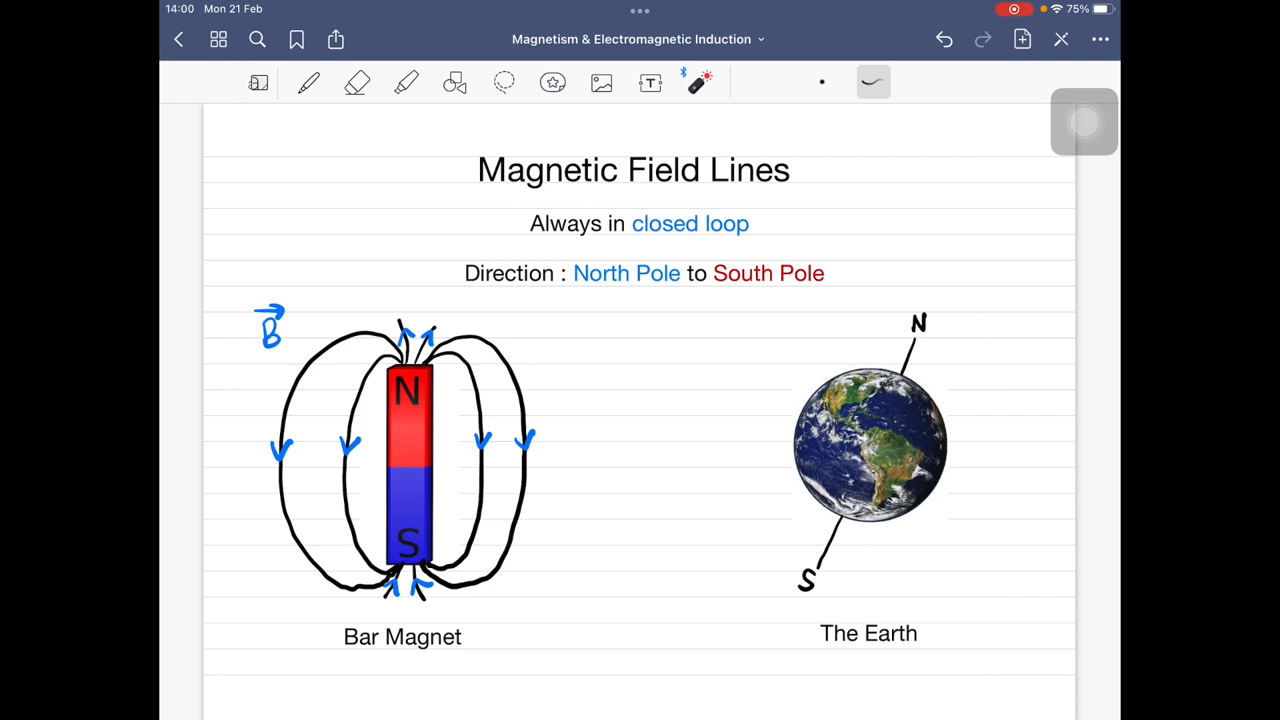 14:00 Mon 21 Feb
75%
Magnetism & Electromagnetic Induction
T
Magnetic Field Lines
Always in closed loop
Direction : North Pole to South Pole
B
N
N
S
S
Bar Magnet
The Earth